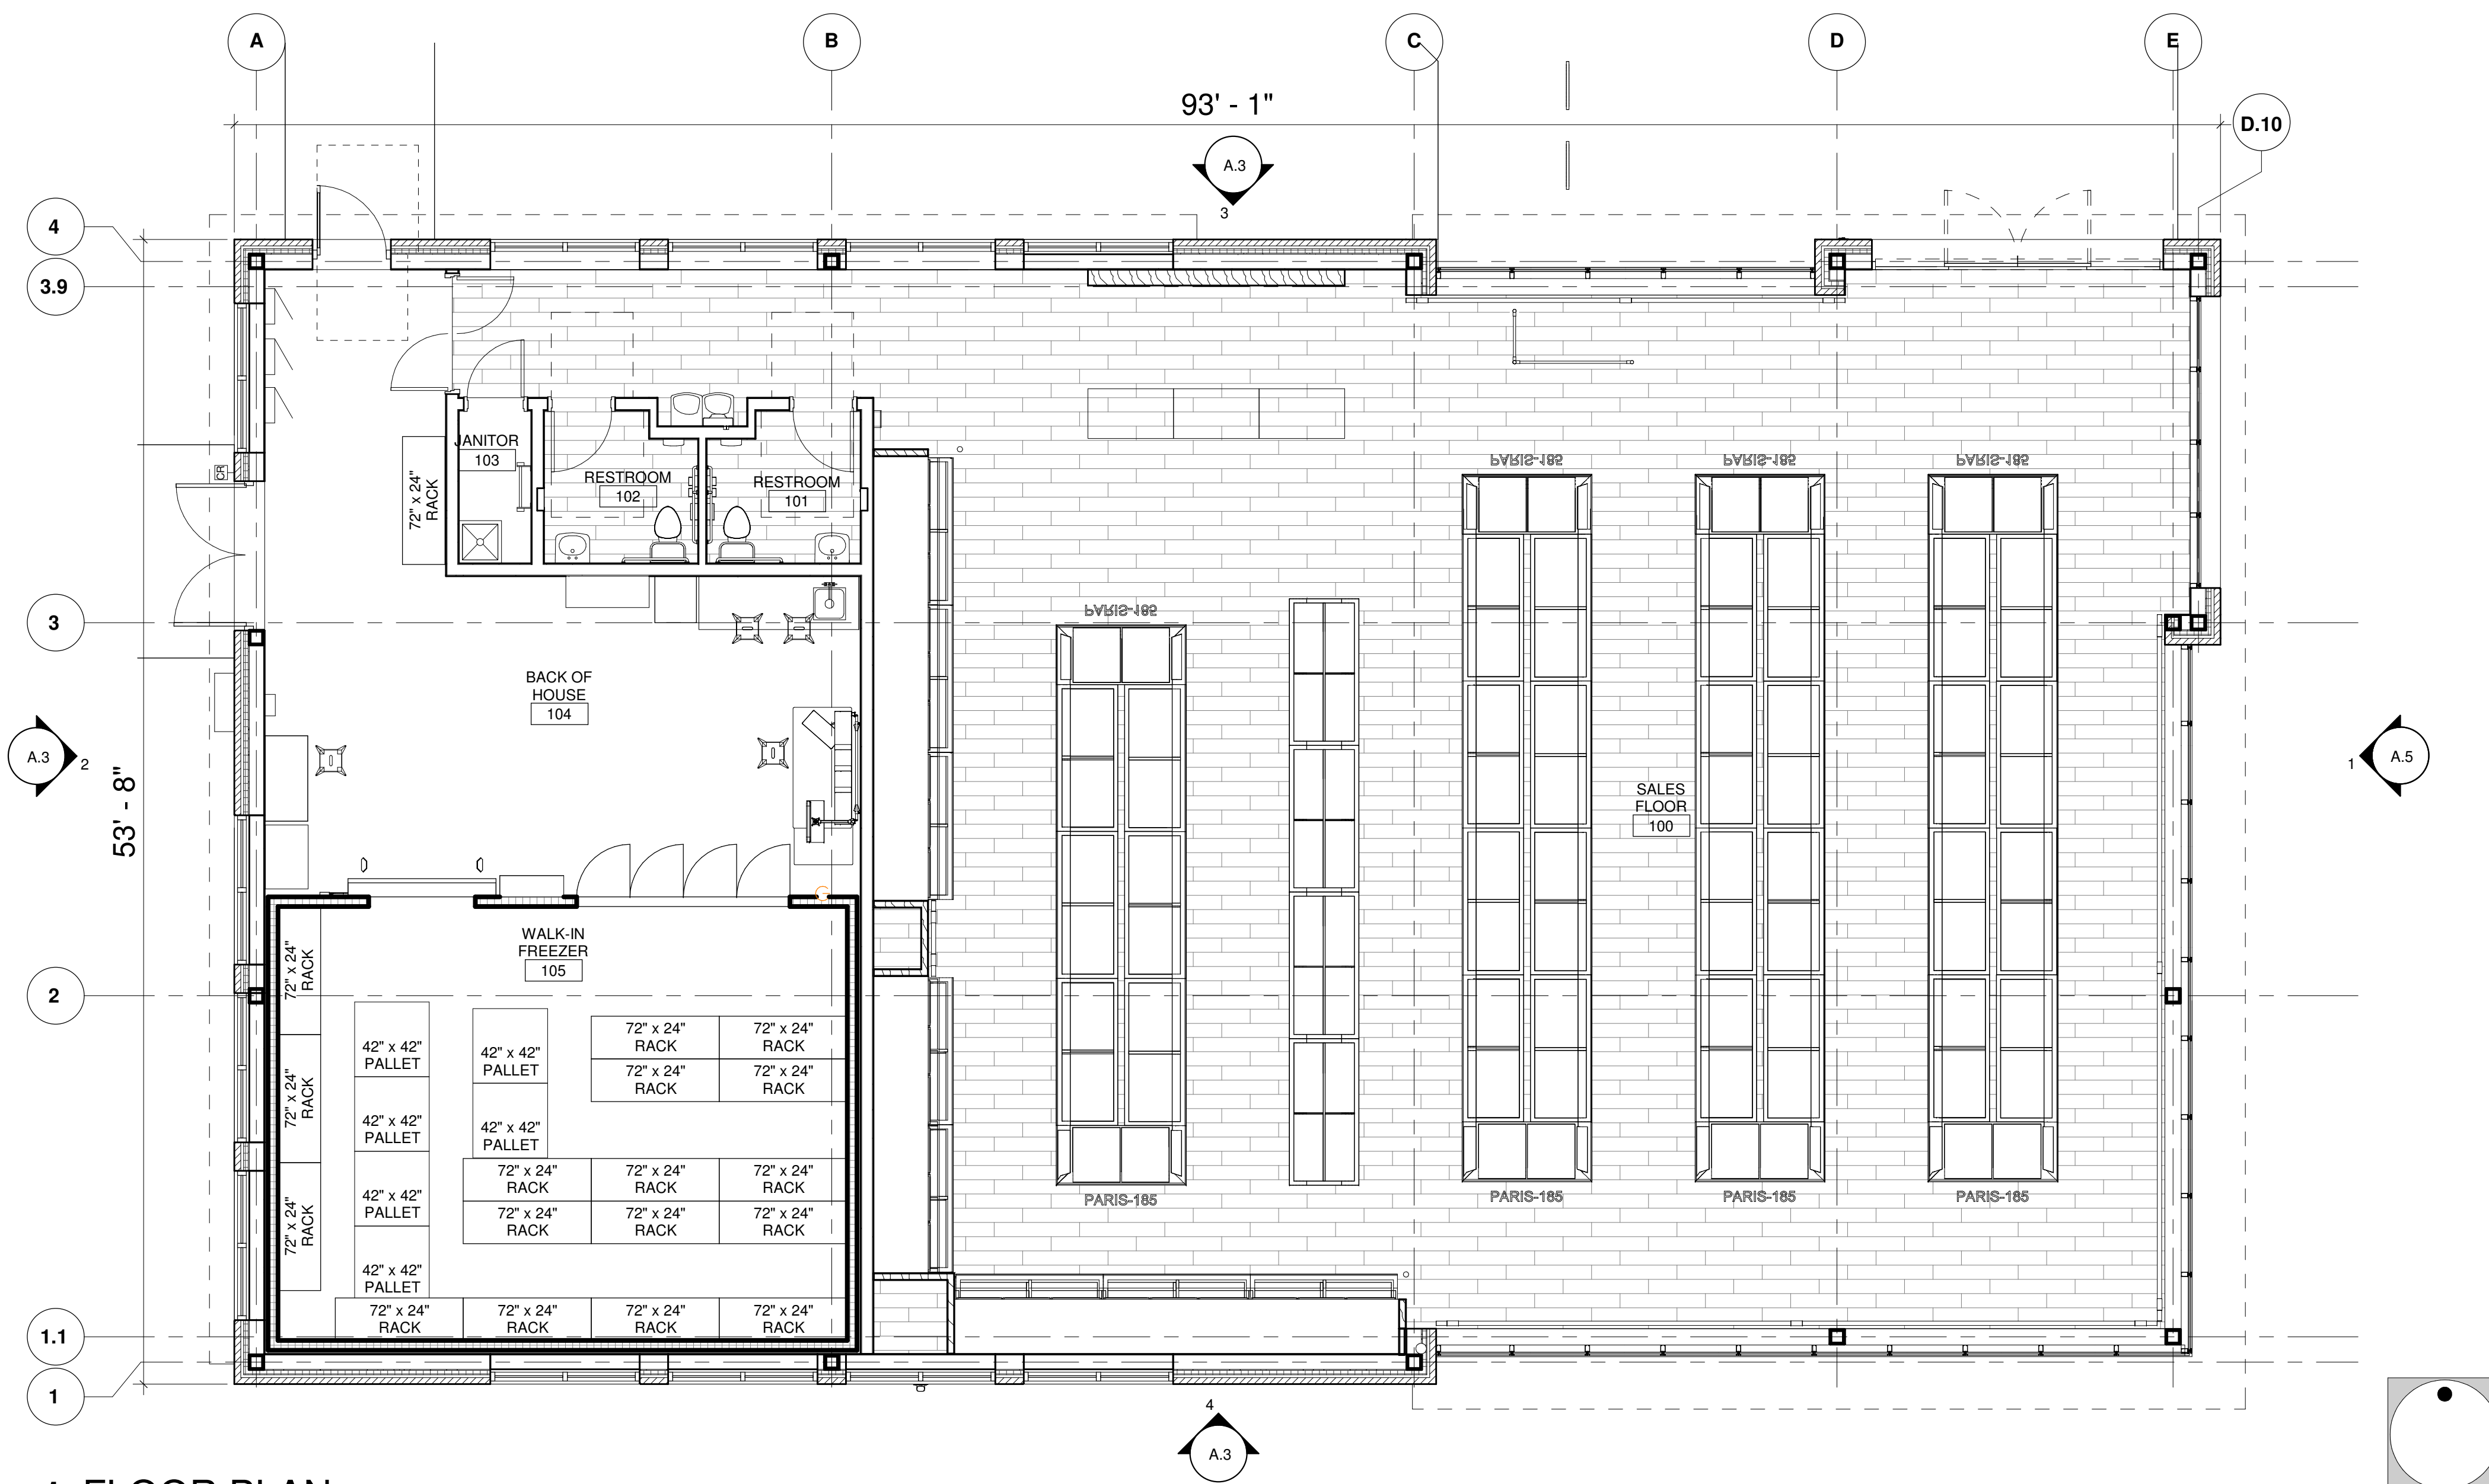 A
B
C
D
E
93' - 1"
D.10
A.3
3
4
3.9
JANITOR
103
CR
72" x 24"
RACK
RESTROOM
102
RESTROOM
101
PARIS-185
PARIS-185
PARIS-185
PARIS-185
3
BACK OF
HOUSE
104
A.3
2
53' - 8"
SALES
FLOOR
100
1
A.5
WALK-IN
FREEZER
105
72" x 24"
RACK
72" x 24"
RACK
72" x 24"
RACK
2
42" x 42"
PALLET
42" x 42"
PALLET
42" x 42"
PALLET
42" x 42"
PALLET
42" x 42"
PALLET
42" x 42"
PALLET
72" x 24"
RACK
72" x 24"
RACK
72" x 24"
RACK
72" x 24"
RACK
72" x 24"
RACK
72" x 24"
RACK
72" x 24"
RACK
72" x 24"
RACK
72" x 24"
RACK
72" x 24"
RACK
72" x 24"
RACK
72" x 24"
RACK
72" x 24"
RACK
72" x 24"
RACK
PARIS-185
PARIS-185
PARIS-185
PARIS-185
G
1.1
1
4
A.3
FLOOR PLAN